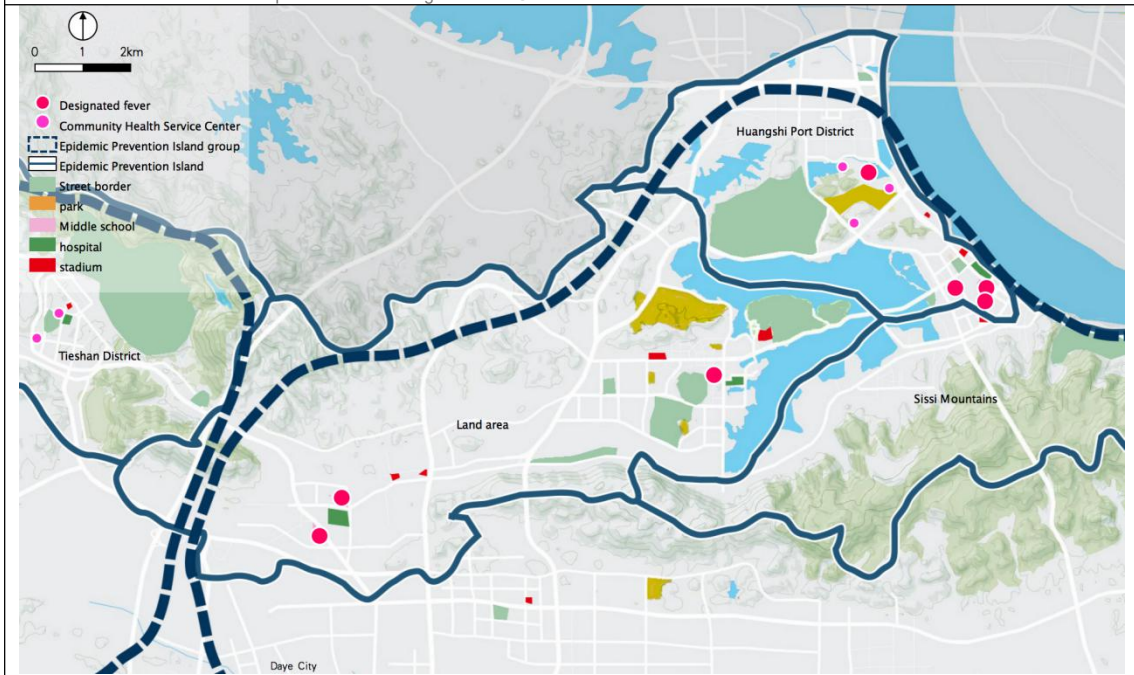 0 1 2km
Designated fever
Community Health Service Center
Epidemic Prevention Island group
Epidemic Prevention Island
Street border
park
Middle school
hospital
stadium
Huangshi Port District
Tieshan District
Sissi Mountains
Land area
Daye City